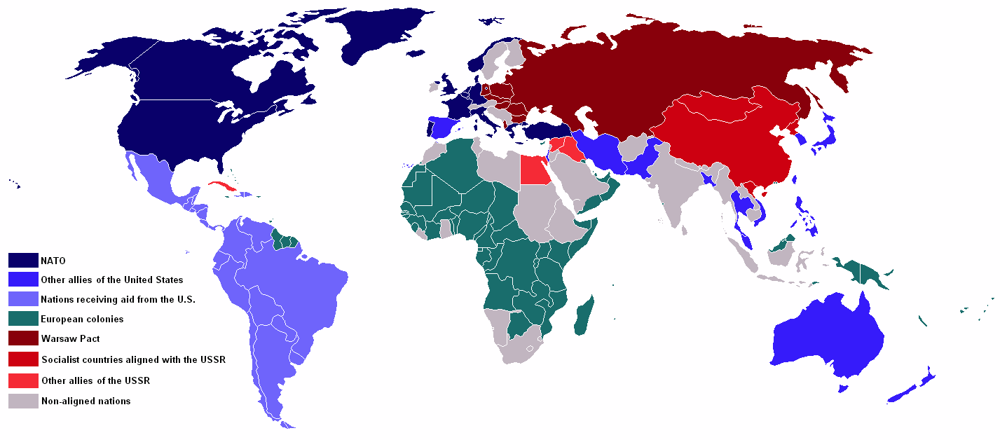 NATO
Other allies of the United States
Nations receiving aid from the U.S.
European colonies
Warsaw Pact
Socialist countries aligned with the USSR
Other allies of the USSR
Non-aligned nations